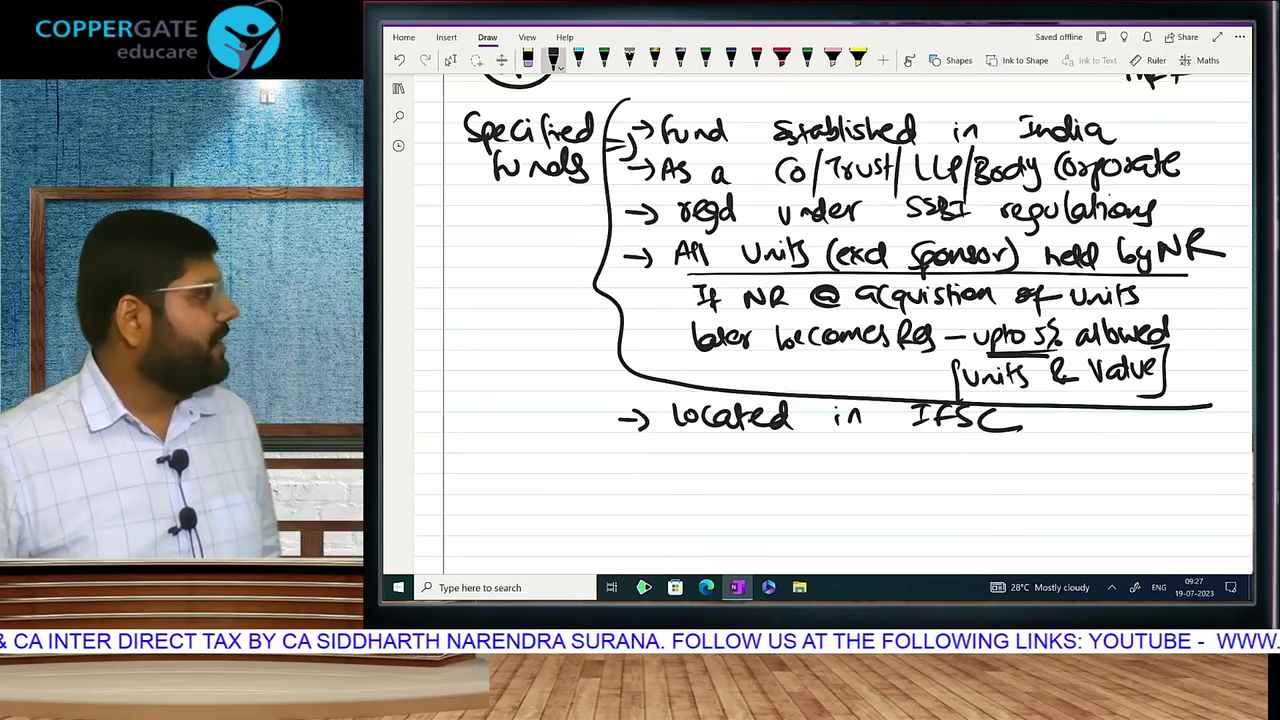 COPPERGATE
educare
Home Insert Draw View Help
Saved offline
Share
Shapes
Ink to Shape
Ink to Text
Ruler
Maths
Specified funds
→ Fund established in India
→ As a Co/Trust/LLP/Body Corporate
→ regd under SEBI regulations
→ All Units (excl sponsor) held by NR
If NR @ acquistion of units
later becomes Res – upto 5% allowed
[units & Value]
→ Located in IFSC
Type here to search
28°C Mostly cloudy
ENG
09:27
19-07-2023
& CA INTER DIRECT TAX BY CA SIDDHARTH NARENDRA SURANA. FOLLOW US AT THE FOLLOWING LINKS: YOUTUBE - WWW.